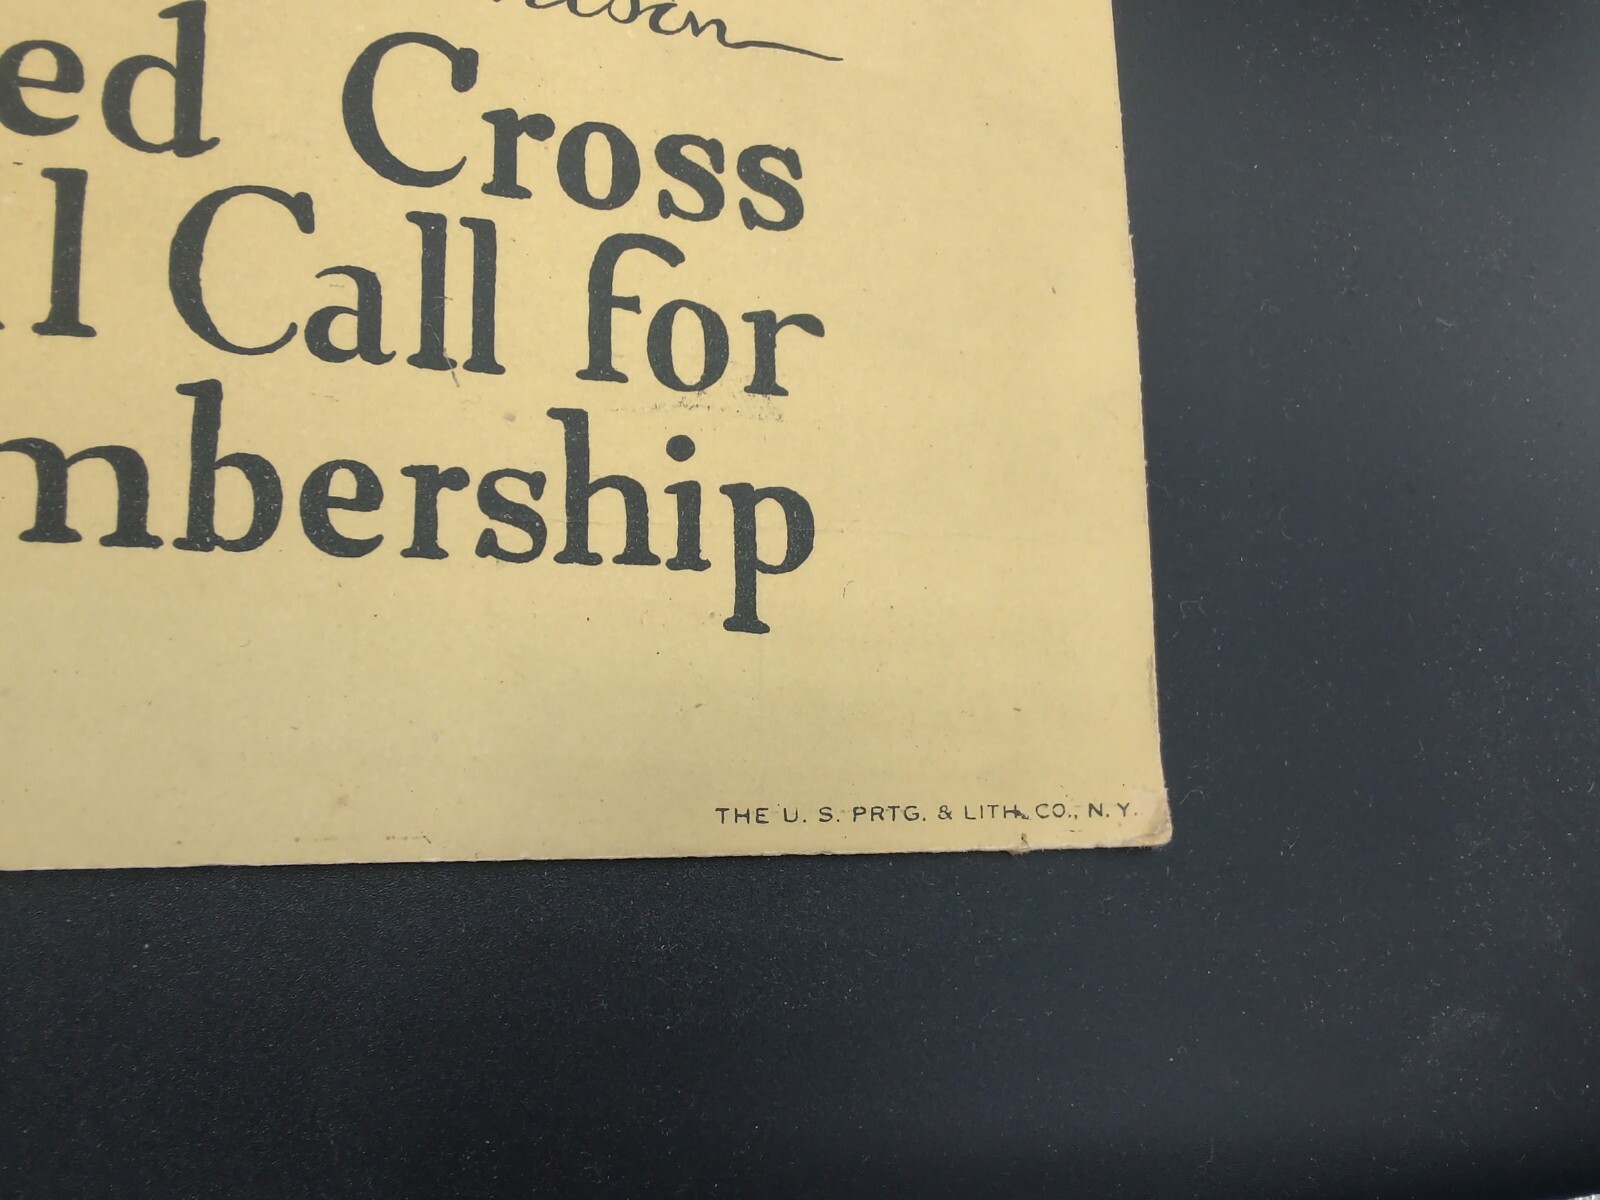 ed Cross
l Call for
mbership
THE U. S. PRTG. & LITH. CO., N. Y.